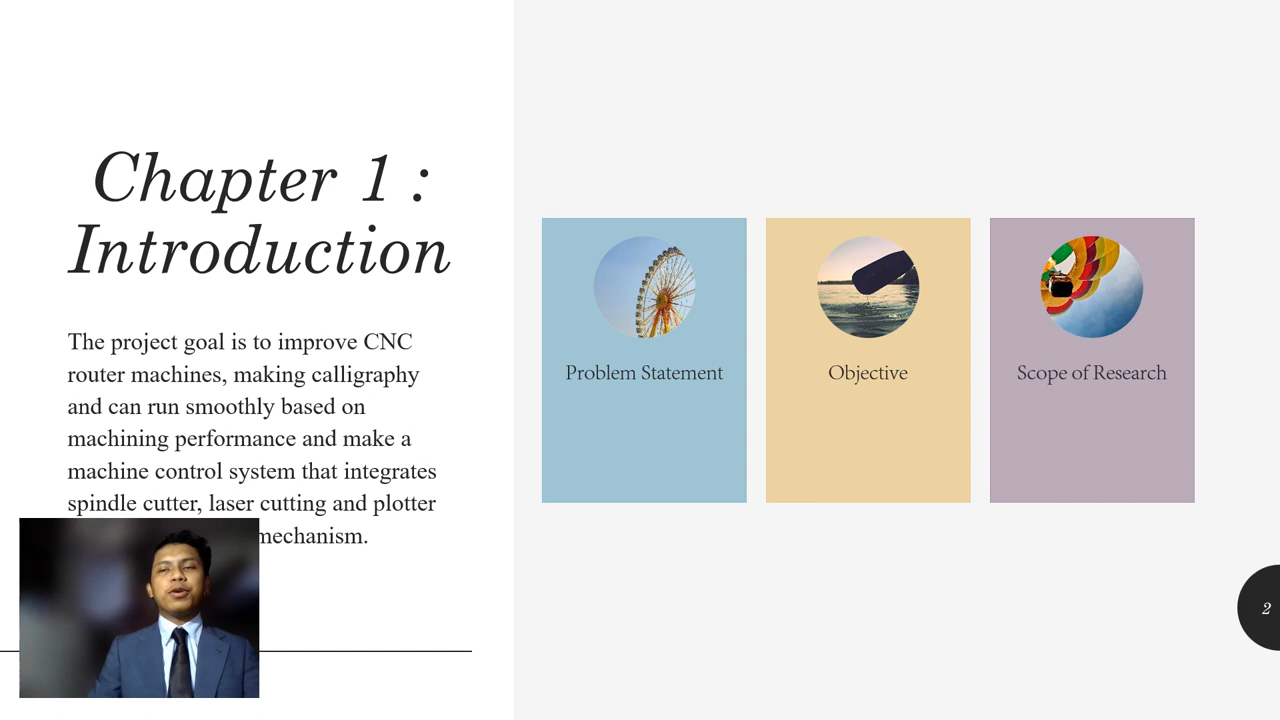 Chapter 1 :
Introduction
The project goal is to improve CNC
router machines, making calligraphy
and can run smoothly based on
machining performance and make a
machine control system that integrates
spindle cutter, laser cutting and plotter
mechanism.
Problem Statement
Objective
Scope of Research
2